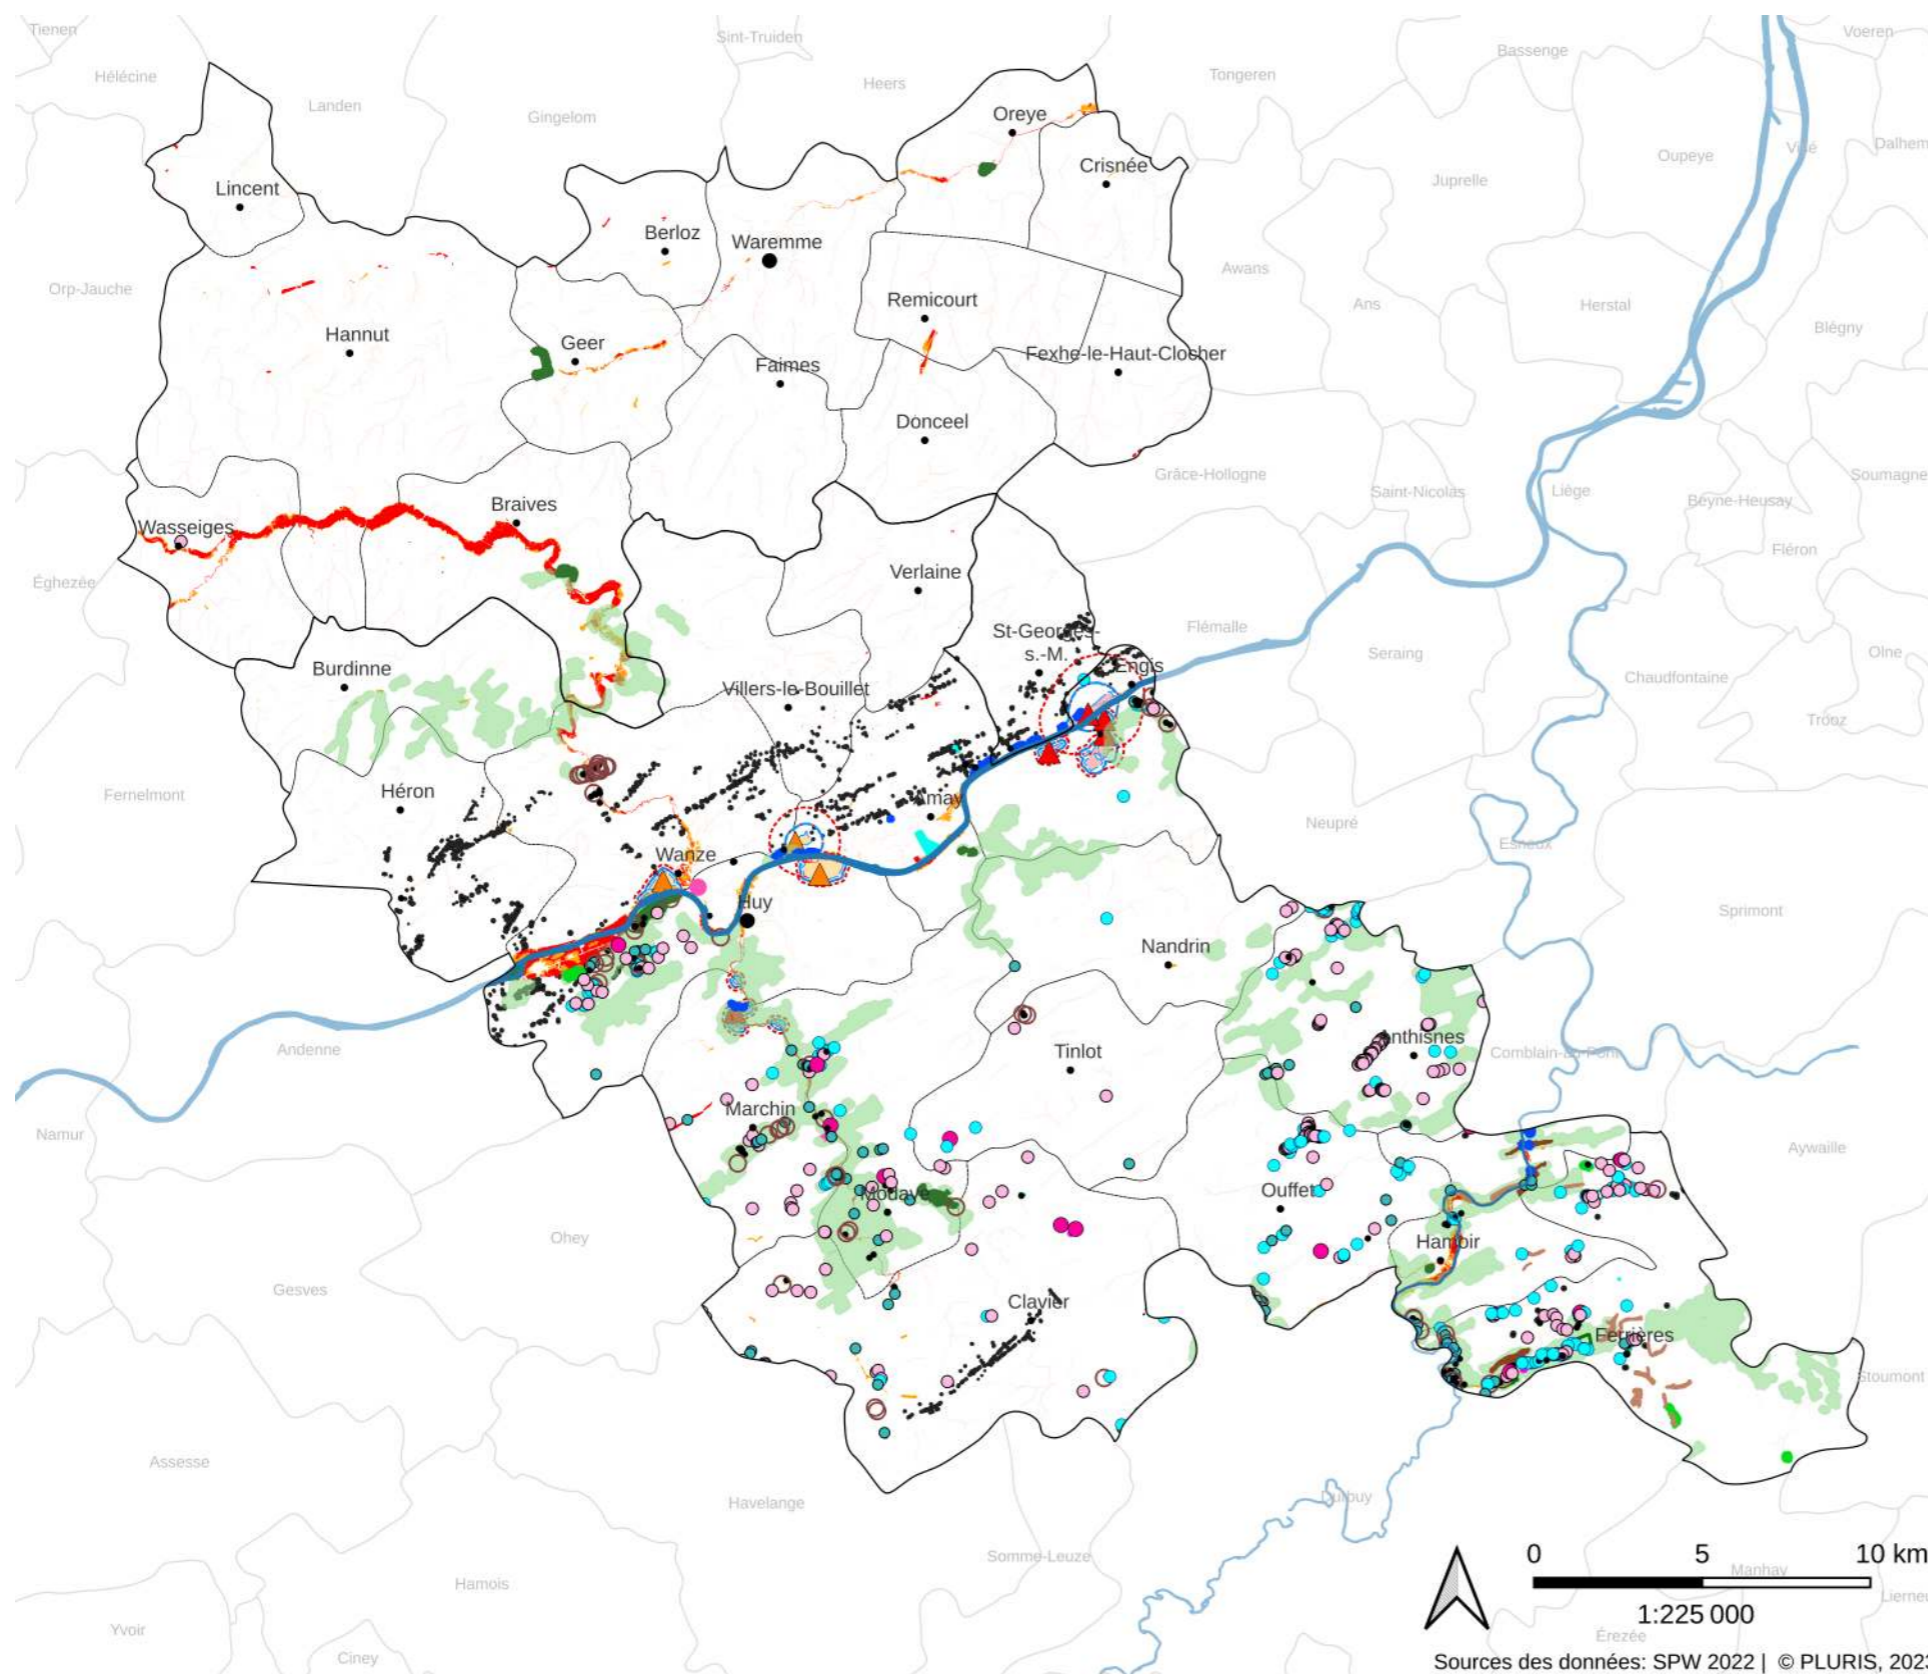 Tienen
Sint-Truiden
Voeren
Bassenge
Hélécine
Heers
Tongeren
Landen
Gingelom
Oreye
Dalhem
Visé
Oupeye
Crisnée
Juprelle
Lincent
Berloz
Waremme
Awans
Orp-Jauche
Remicourt
Ans
Herstal
Blégny
Hannut
Geer
Fexhe-le-Haut-Clocher
Faimes
Donceel
Grâce-Hollogne
Soumagne
Saint-Nicolas
Liège
Beyne-Heusay
Braives
Wasseiges
Fléron
Verlaine
Éghezée
Flémalle
St-Georges-
s.-M.
Engis
Seraing
Olne
Burdinne
Chaudfontaine
Villers-le-Bouillet
Trooz
Héron
Fernelmont
Amay
Neupré
Esneux
Wanze
Huy
Sprimont
Nandrin
Anthisnes
Andenne
Tinlot
Comblain-au-Pont
Marchin
Namur
Aywaille
Modave
Ouffet
Ohey
Hamoir
Gesves
Clavier
Ferrières
Stoumont
Assesse
Havelange
Durbuy
Somme-Leuze
0 5 10 km
Manhay
Hamois
Lierneu
1:225 000
Yvoir
Érezée
Ciney
Sources des données: SPW 2022 | © PLURIS, 202